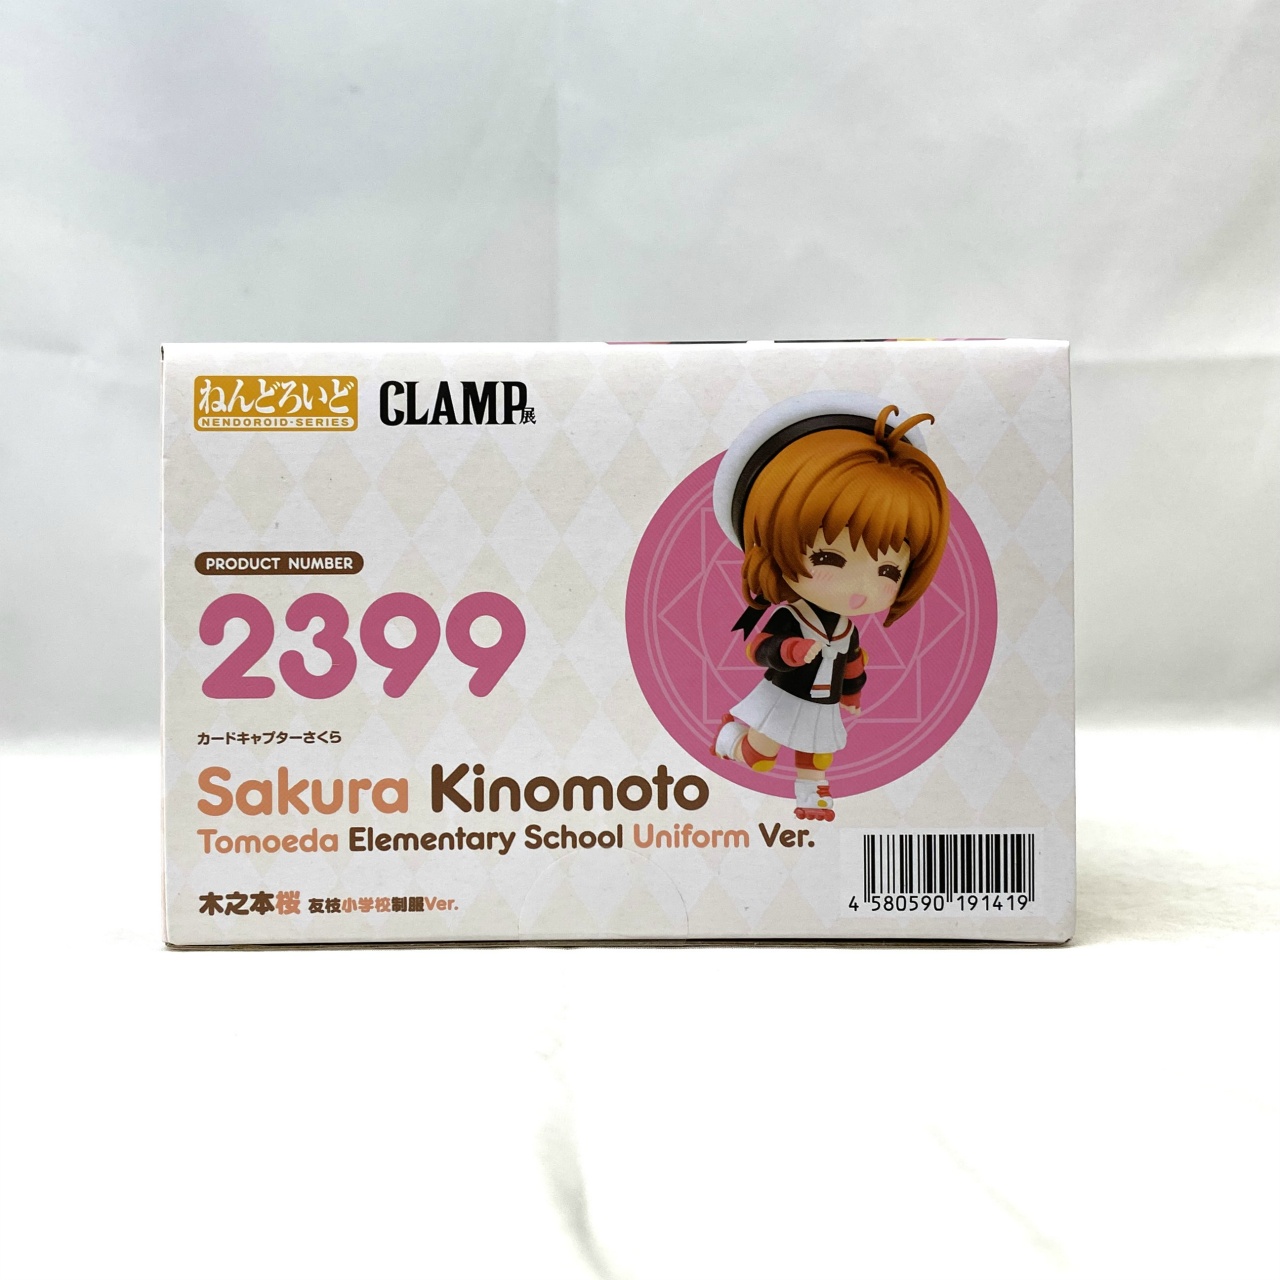 ねんどろいど
NENDOROID·SERIES
CLAMP展
PRODUCT NUMBER
2399
カードキャプターさくら
Sakura Kinomoto
Tomoeda Elementary School Uniform Ver.
木之本桜 友枝小学校制服Ver.
4 580590 191419